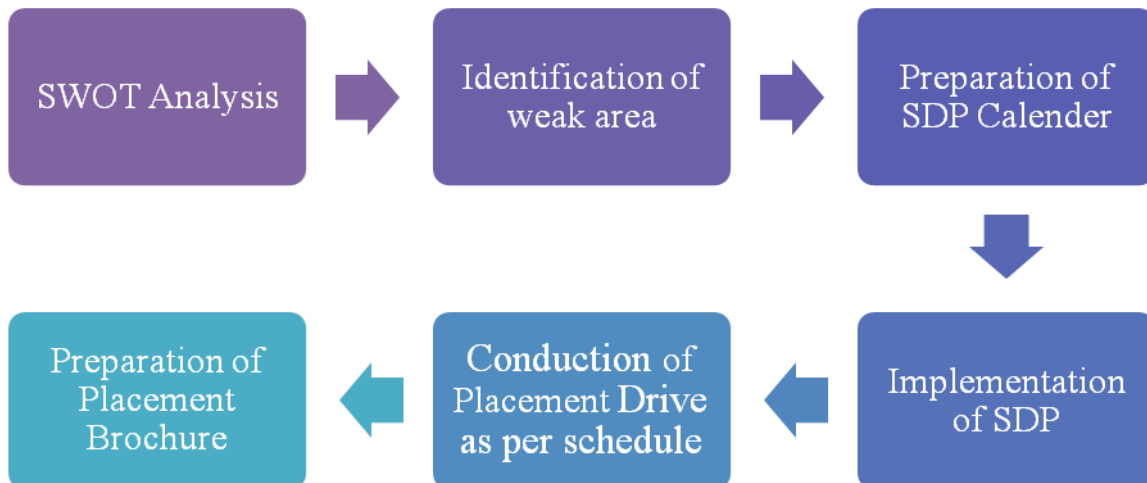 SWOT Analysis
Identification of
weak area
Preparation of
SDP Calender
Implementation
of SDP
Conduction of
Placement Drive
as per schedule
Preparation of
Placement
Brochure